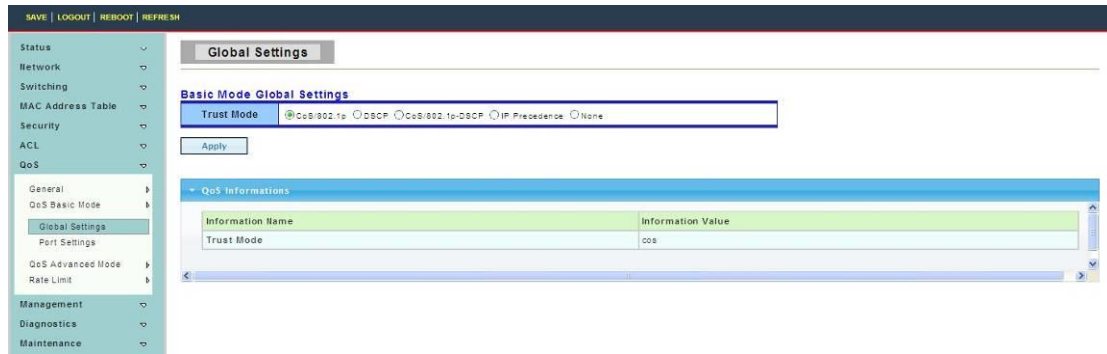 SAVE | LOGOUT | REBOOT | REFRESH
Status
Network
Switching
MAC Address Table
Security
ACL
QoS
General
QoS Basic Mode
Global Settings
Port Settings
QoS Advanced Mode
Rate Limit
Management
Diagnostics
Maintenance
Global Settings
Basic Mode Global Settings
Trust Mode CoS/802.1p DSCP CoS/802.1p-DSCP IP Precedence None
Apply
QoS Informations
Information Name Information Value
Trust Mode cos